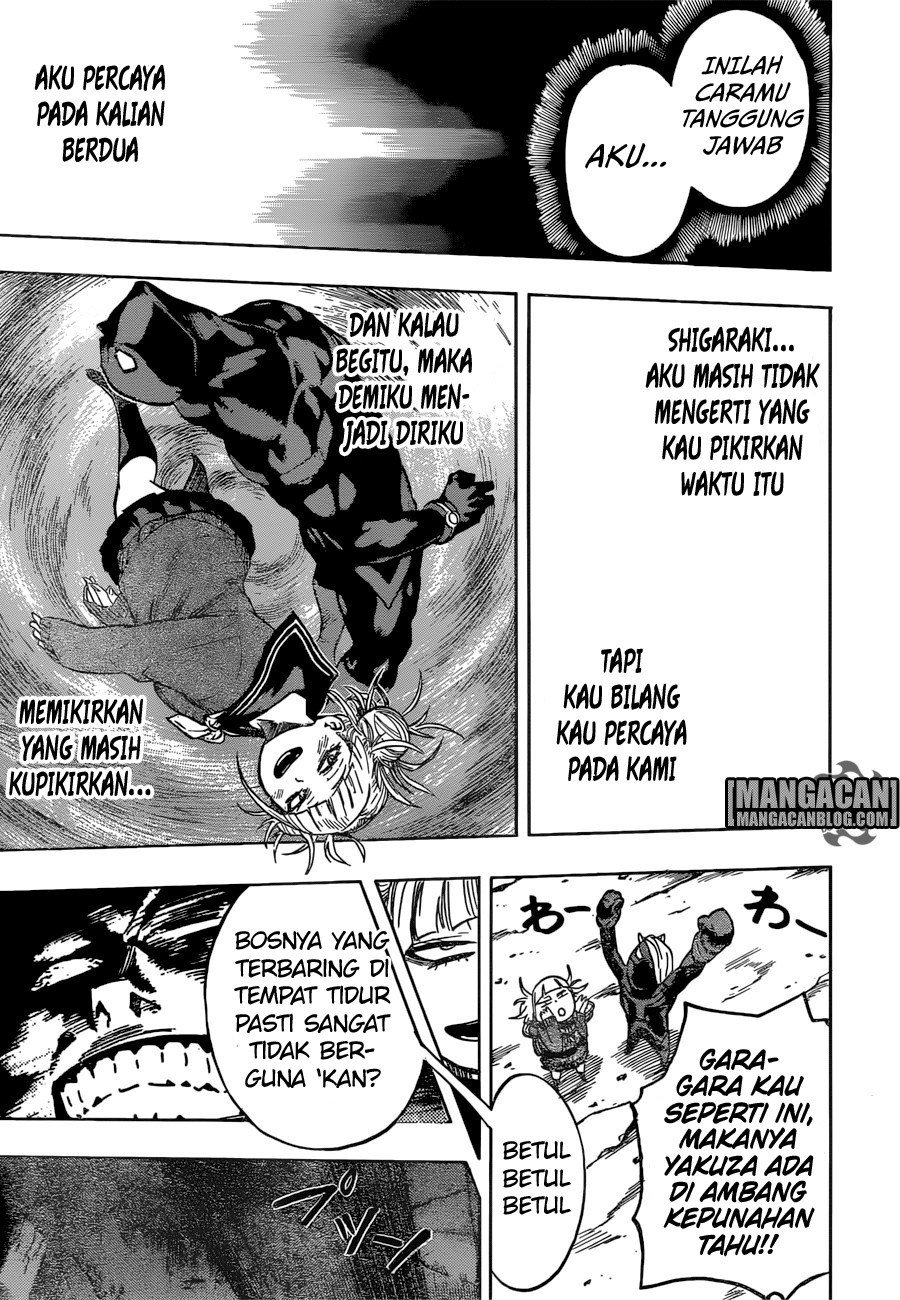 INILAH
CARAMU
TANGGUNG
JAWAB
AKU...
AKU PERCAYA
PADA KALIAN
BERDUA
SHIGARAKI...
AKU MASIH TIDAK
MENGERTI YANG
KAU PIKIRKAN
WAKTU ITU
TAPI
KAU BILANG
KAU PERCAYA
PADA KAMI
DAN KALAU
BEGITU, MAKA
DEMIKU MEN-
JADI DIRIKU
MEMIKIRKAN
YANG MASIH
KUPIKIRKAN...
[MANGACAN]
MANGACANBLOG.COM
わー
わー
GARA-
GARA KAU
SEPERTI INI,
MAKANYA
YAKUZA ADA
DI AMBANG
KEPUNAHAN
TAHU!!
BETUL
BETUL
BETUL
BOSNYA YANG
TERBARING DI
TEMPAT TIDUR
PASTI SANGAT
TIDAK BER-
GUNA 'KAN?